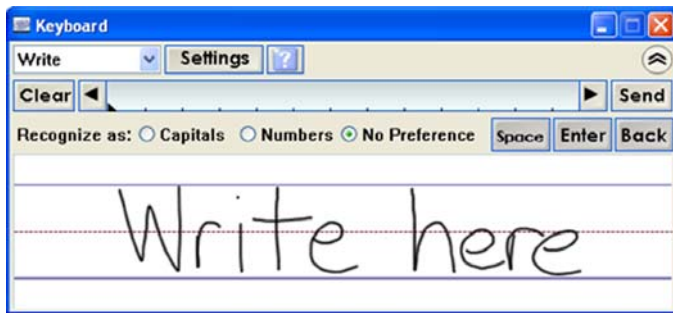 Keyboard
Write Settings ?
Clear Send
Recognize as: Capitals Numbers No Preference Space Enter Back
Write here